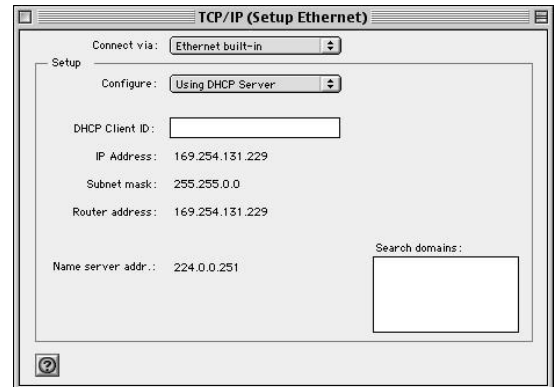 TCP/IP (Setup Ethernet)
Connect via: Ethernet built-in
Setup
Configure: Using DHCP Server
DHCP Client ID:
IP Address: 169.254.131.229
Subnet mask: 255.255.0.0
Router address: 169.254.131.229
Search domains:
Name server addr.: 224.0.0.251
?